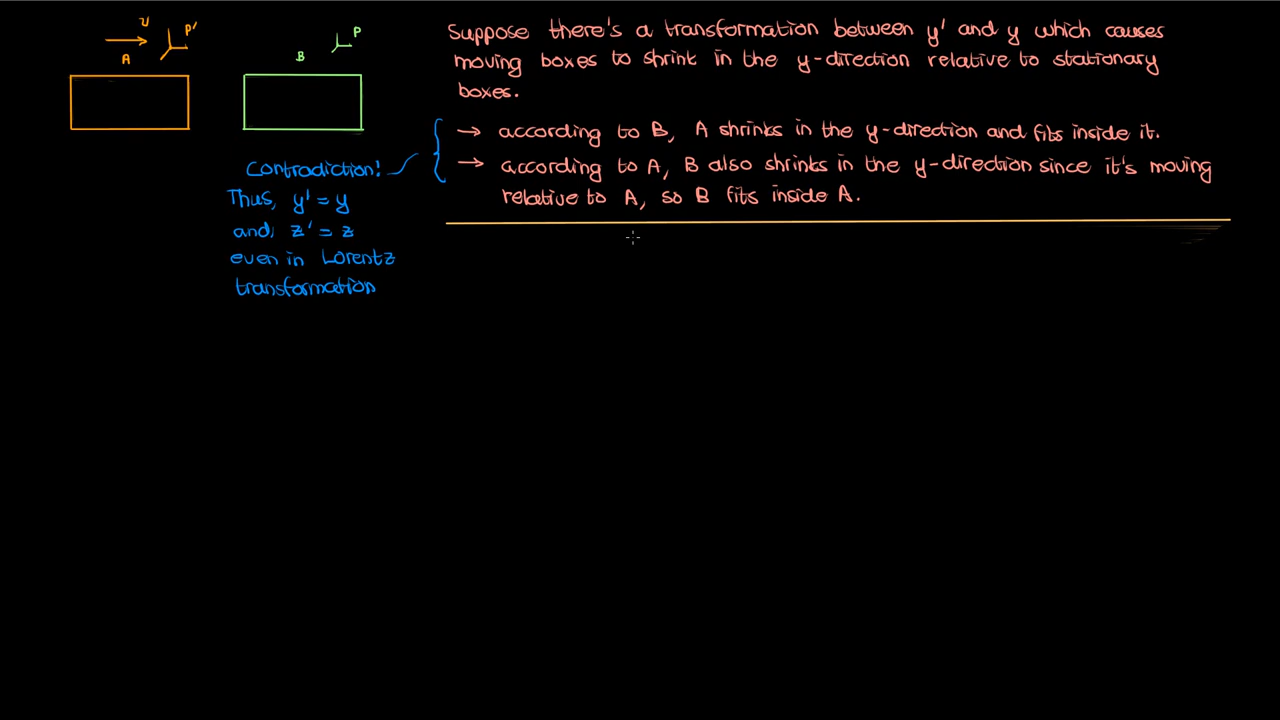 v
P'
A
P
B
Suppose there's a transformation between y' and y which causes
moving boxes to shrink in the y-direction relative to stationary
boxes.
→ according to B, A shrinks in the y-direction and fits inside it.
→ according to A, B also shrinks in the y-direction since it's moving
relative to A, so B fits inside A.
Contradiction!
Thus, y' = y
and, z' = z
even in Lorentz
transformation